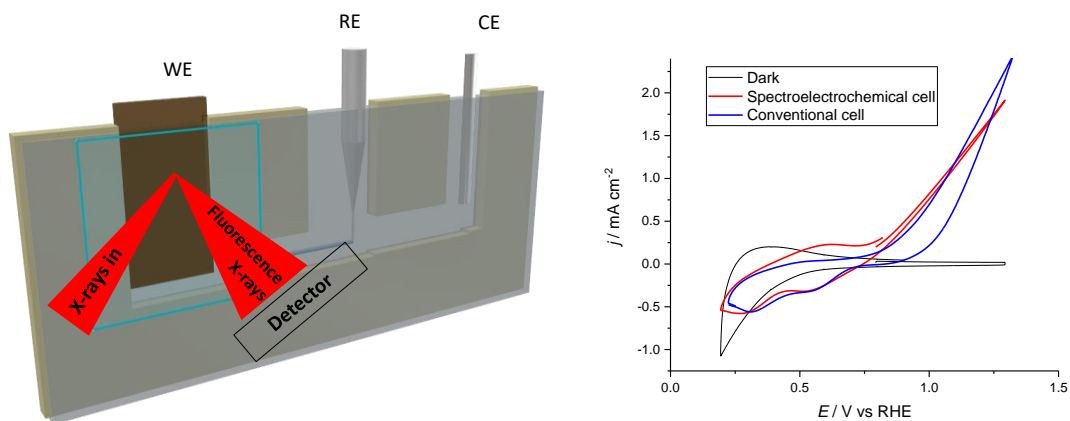 WE
RE
CE
X-rays in
Fluorescence
X-rays
Detector
Dark
Spectroelectrochemical cell
Conventional cell
j / mA cm⁻²
2.0
1.5
1.0
0.5
0.0
-0.5
-1.0
0.0
0.5
1.0
1.5
E / V vs RHE